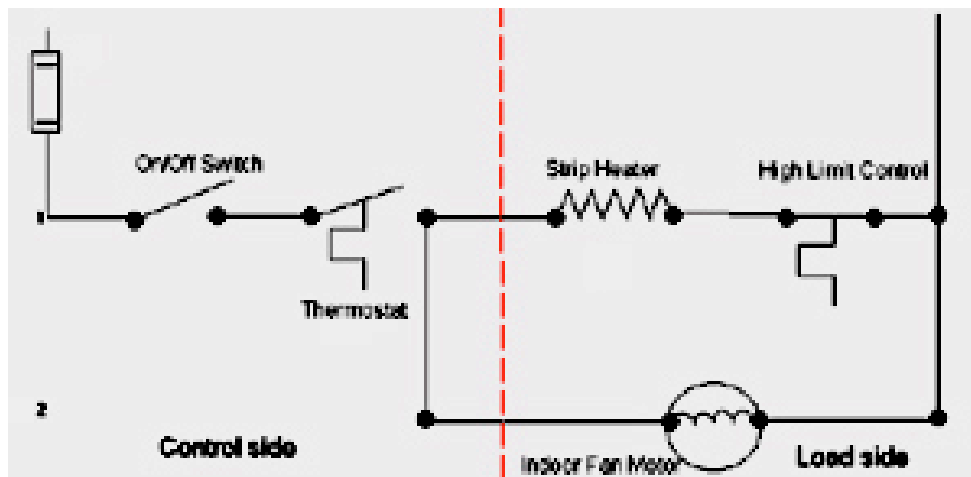 On/Off Switch
Strip Heater
High Limit Control
1
Thermostat
2
Control side
Indoor Fan Motor
Load side